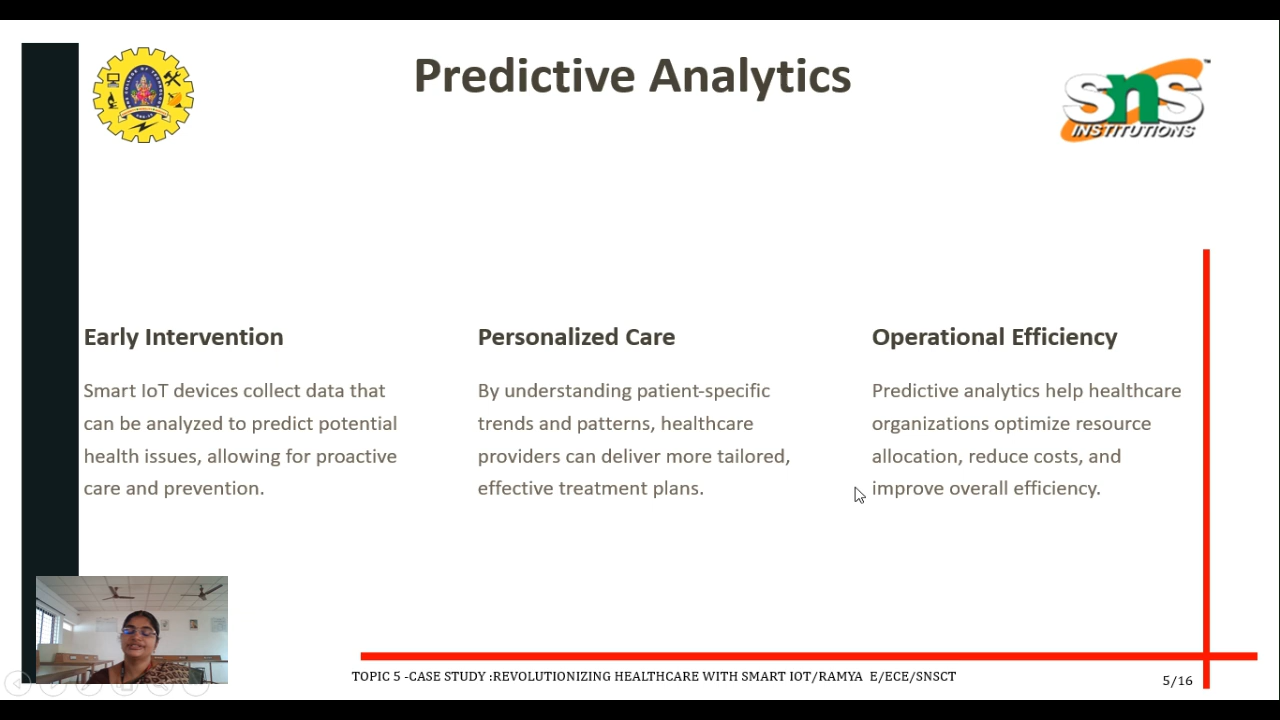 Predictive Analytics
SNS
INSTITUTIONS
TM
Early Intervention
Smart IoT devices collect data that
can be analyzed to predict potential
health issues, allowing for proactive
care and prevention.
Personalized Care
By understanding patient-specific
trends and patterns, healthcare
providers can deliver more tailored,
effective treatment plans.
Operational Efficiency
Predictive analytics help healthcare
organizations optimize resource
allocation, reduce costs, and
improve overall efficiency.
TOPIC 5 -CASE STUDY :REVOLUTIONIZING HEALTHCARE WITH SMART IOT/RAMYA E/ECE/SNSCT
5/16